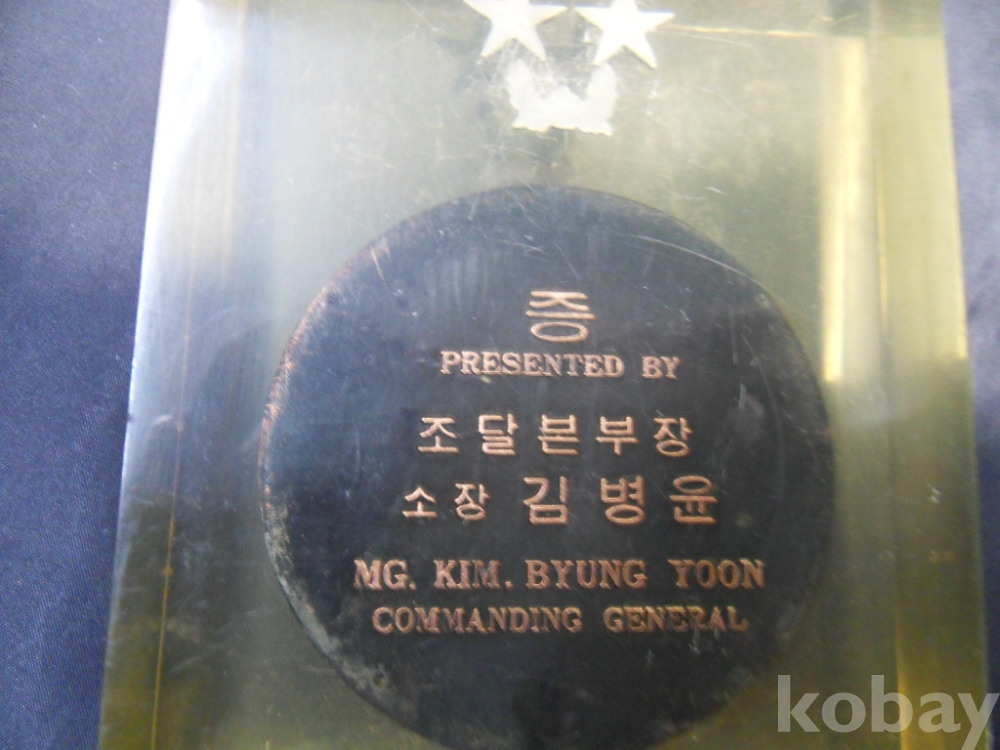 증
PRESENTED BY
조달본부장
소장 김병윤
MG. KIM. BYUNG YOON
COMMANDING GENERAL
kobay